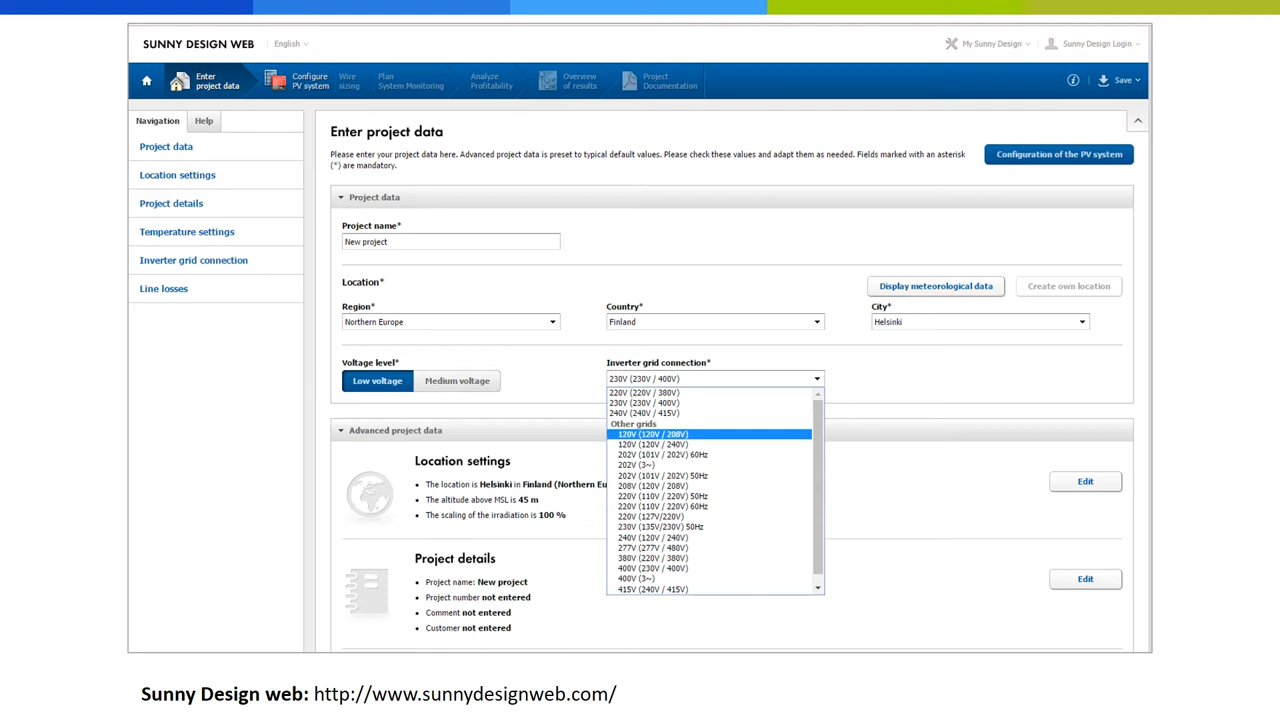 SUNNY DESIGN WEB English My Sunny Design Sunny Design Login
Enter project data Configure PV system Wire sizing Plan System Monitoring Analyze Profitability Overview of results Project Documentation Save
Navigation Help
Project data
Location settings
Project details
Temperature settings
Inverter grid connection
Line losses
Enter project data
Please enter your project data here. Advanced project data is preset to typical default values. Please check these values and adapt them as needed. Fields marked with an asterisk
(*) are mandatory.
Configuration of the PV system
Project data
Project name*
New project
Location*
Display meteorological data Create own location
Region* Country* City*
Northern Europe Finland Helsinki
Voltage level* Inverter grid connection*
Low voltage Medium voltage 230V (230V / 400V)
220V (220V / 380V)
230V (230V / 400V)
240V (240V / 415V)
Other grids
120V (120V / 208V)
120V (120V / 240V)
202V (101V / 202V) 60Hz
202V (3~)
202V (101V / 202V) 50Hz
208V (120V / 208V)
220V (110V / 220V) 50Hz
220V (110V / 220V) 60Hz
220V (127V/220V)
230V (135V/230V) 50Hz
240V (120V / 240V)
277V (277V / 480V)
380V (220V / 380V)
400V (230V / 400V)
400V (3~)
415V (240V / 415V)
Advanced project data
Location settings
The location is Helsinki in Finland (Northern Eu
The altitude above MSL is 45 m
The scaling of the irradiation is 100 %
Edit
Project details
Project name: New project
Project number not entered
Comment not entered
Customer not entered
Edit
Sunny Design web: http://www.sunnydesignweb.com/